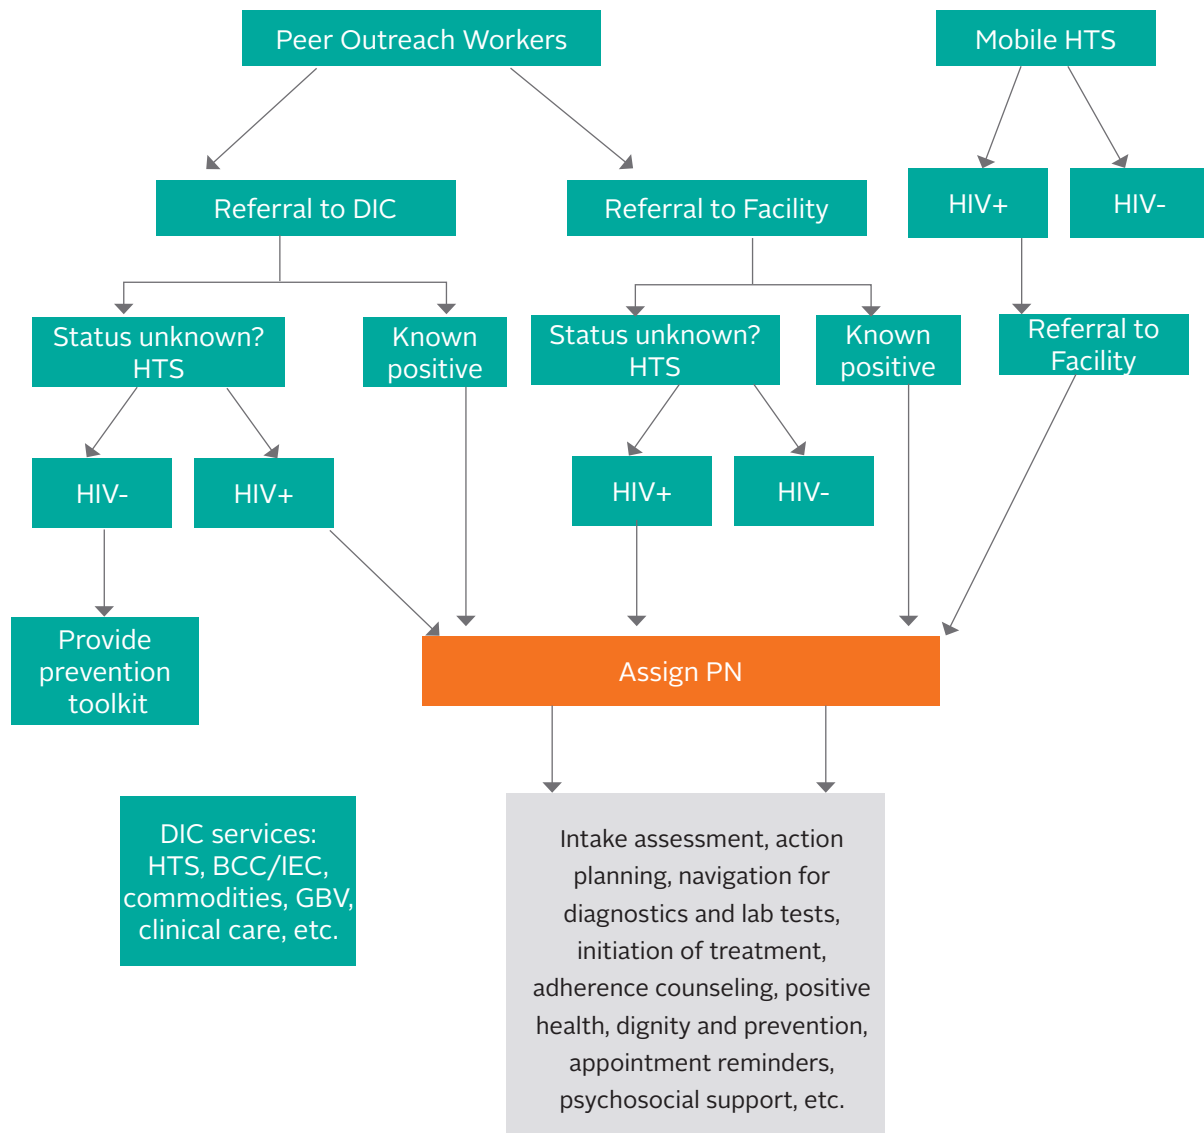 Peer Outreach Workers
Mobile HTS
Referral to DIC
Referral to Facility
HIV+
HIV-
Status unknown?
HTS
Known
positive
Status unknown?
HTS
Known
positive
Referral to
Facility
HIV-
HIV+
HIV+
HIV-
Provide
prevention
toolkit
Assign PN
DIC services:
HTS, BCC/IEC,
commodities, GBV,
clinical care, etc.
Intake assessment, action
planning, navigation for
diagnostics and lab tests,
initiation of treatment,
adherence counseling, positive
health, dignity and prevention,
appointment reminders,
psychosocial support, etc.